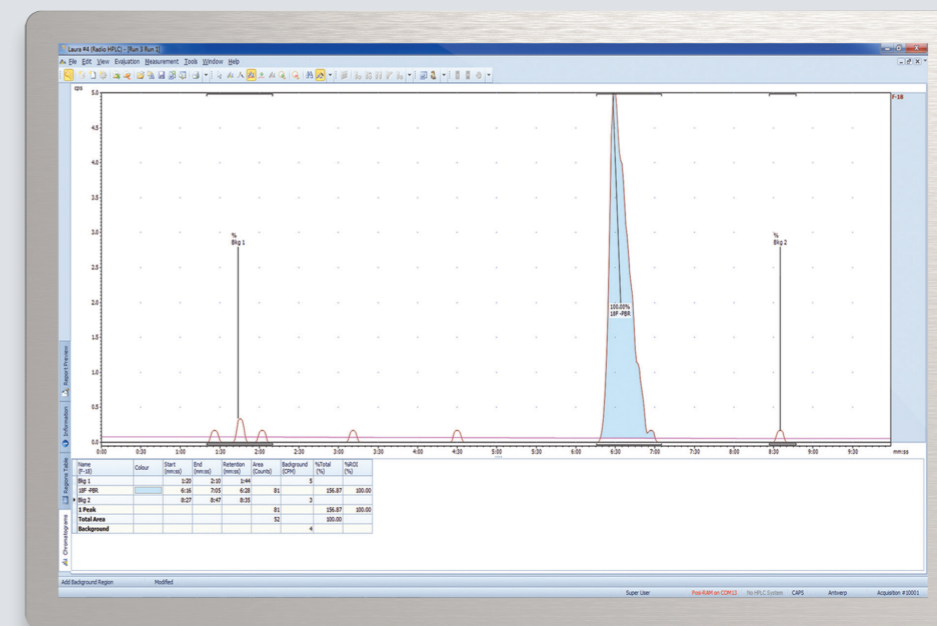 Laura #4 (Radio HPLC) - [Run 3 Run 1]
File Edit View Evaluation Measurement Tools Window Help
cps
F-18
5.0
4.5
4.0
3.5
3.0
2.5
2.0
1.5
1.0
0.5
0.0
%
Bkg 1
100.00%
18F -PBR
%
Bkg 2
0:00 0:30 1:00 1:30 2:00 2:30 3:00 3:30 4:00 4:30 5:00 5:30 6:00 6:30 7:00 7:30 8:00 8:30 9:00 9:30 mm:ss
Report Preview
Information
Regions Table
Chromatograms
Name (F-18) Colour Start (mm:ss) End (mm:ss) Retention (mm:ss) Area (Counts) Background (CPM) %Total (%) %ROI (%)
Bkg 1 1:20 2:10 1:44 5
18F -PBR 6:16 7:05 6:28 81 156.87 100.00
Bkg 2 8:27 8:47 8:35 3
1 Peak 81 156.87 100.00
Total Area 52 100.00
Background 4
Add Background Region Modified
Super User Post-RAM on COM13 No HPLC System CAPS Antwerp Acquisition #10001